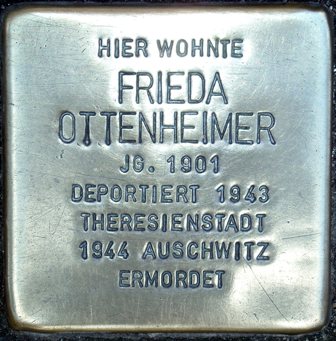 HIER WOHNTE
FRIEDA
OTTENHEIMER
JG. 1901
DEPORTIERT 1943
THERESIENSTADT
1944 AUSCHWITZ
ERMORDET